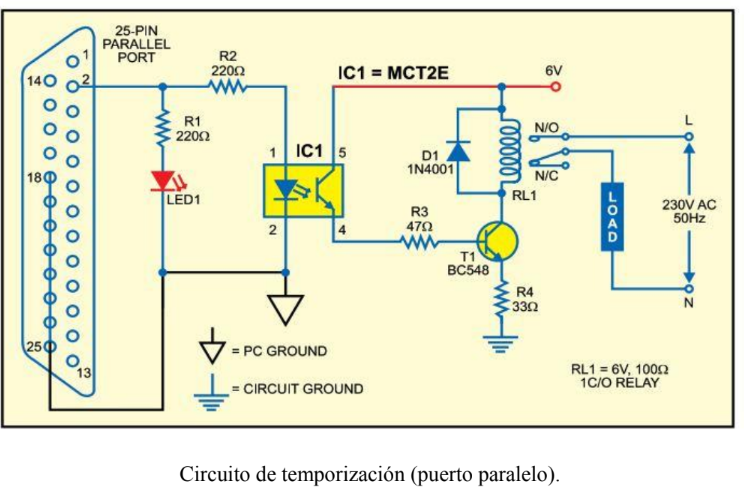 25-PIN
PARALLEL
PORT
1
14
2
18
25
13
R2
220Ω
R1
220Ω
LED1
IC1 = MCT2E
1
IC1
5
2
4
6V
D1
1N4001
RL1
N/O
N/C
R3
47Ω
T1
BC548
R4
33Ω
LOAD
L
230V AC
50Hz
N
= PC GROUND
= CIRCUIT GROUND
RL1 = 6V, 100Ω
1C/O RELAY
Circuito de temporización (puerto paralelo).